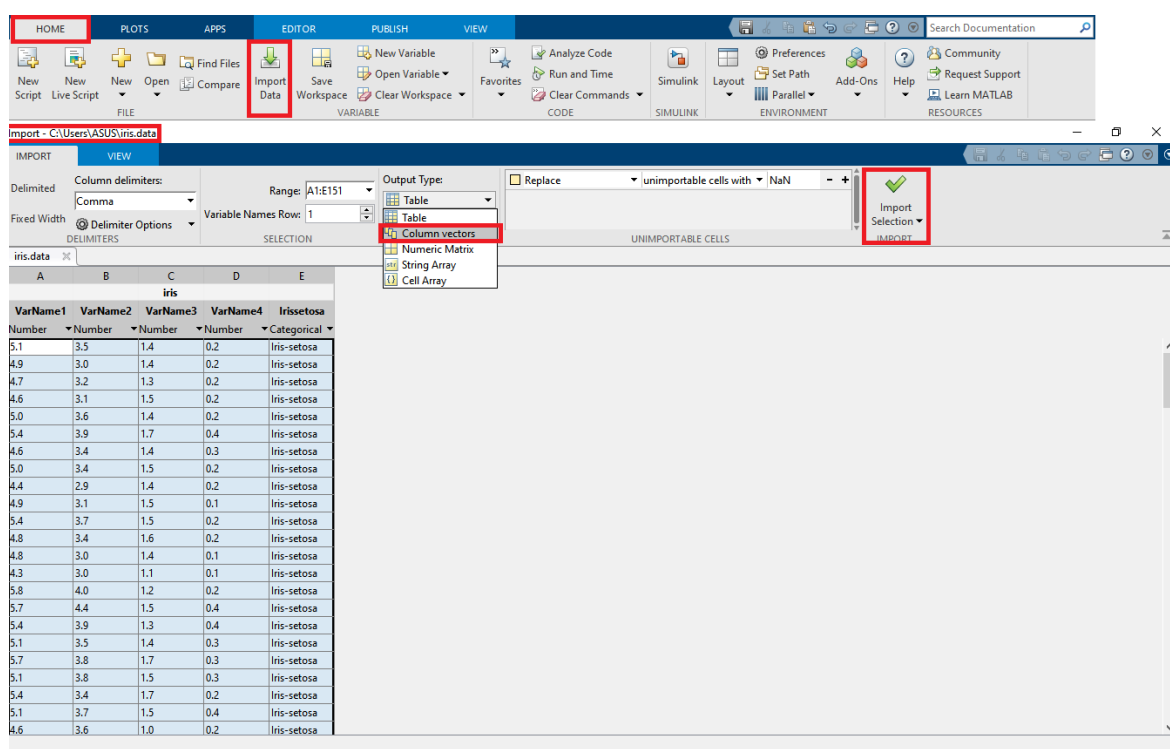 HOME PLOTS APPS EDITOR PUBLISH VIEW Search Documentation
New Script
New Live Script
New
Open
Find Files
Compare
FILE
Import Data
Save Workspace
New Variable
Open Variable
Clear Workspace
VARIABLE
Favorites
Analyze Code
Run and Time
Clear Commands
CODE
Simulink
SIMULINK
Layout
Preferences
Set Path
Parallel
Add-Ons
ENVIRONMENT
Help
Community
Request Support
Learn MATLAB
RESOURCES
Import - C:\Users\ASUS\iris.data
IMPORT VIEW
Delimited
Fixed Width
Column delimiters:
Comma
Delimiter Options
DELIMITERS
Range: A1:E151
Variable Names Row: 1
SELECTION
Output Type:
Table
Table
Column vectors
Numeric Matrix
String Array
Cell Array
Replace unimportable cells with NaN - +
UNIMPORTABLE CELLS
Import Selection
IMPORT
iris.data
A B C D E
iris
VarName1 VarName2 VarName3 VarName4 Irissetosa
Number Number Number Number Categorical
5.1 3.5 1.4 0.2 Iris-setosa
4.9 3.0 1.4 0.2 Iris-setosa
4.7 3.2 1.3 0.2 Iris-setosa
4.6 3.1 1.5 0.2 Iris-setosa
5.0 3.6 1.4 0.2 Iris-setosa
5.4 3.9 1.7 0.4 Iris-setosa
4.6 3.4 1.4 0.3 Iris-setosa
5.0 3.4 1.5 0.2 Iris-setosa
4.4 2.9 1.4 0.2 Iris-setosa
4.9 3.1 1.5 0.1 Iris-setosa
5.4 3.7 1.5 0.2 Iris-setosa
4.8 3.4 1.6 0.2 Iris-setosa
4.8 3.0 1.4 0.1 Iris-setosa
4.3 3.0 1.1 0.1 Iris-setosa
5.8 4.0 1.2 0.2 Iris-setosa
5.7 4.4 1.5 0.4 Iris-setosa
5.4 3.9 1.3 0.4 Iris-setosa
5.1 3.5 1.4 0.3 Iris-setosa
5.7 3.8 1.7 0.3 Iris-setosa
5.1 3.8 1.5 0.3 Iris-setosa
5.4 3.4 1.7 0.2 Iris-setosa
5.1 3.7 1.5 0.4 Iris-setosa
4.6 3.6 1.0 0.2 Iris-setosa